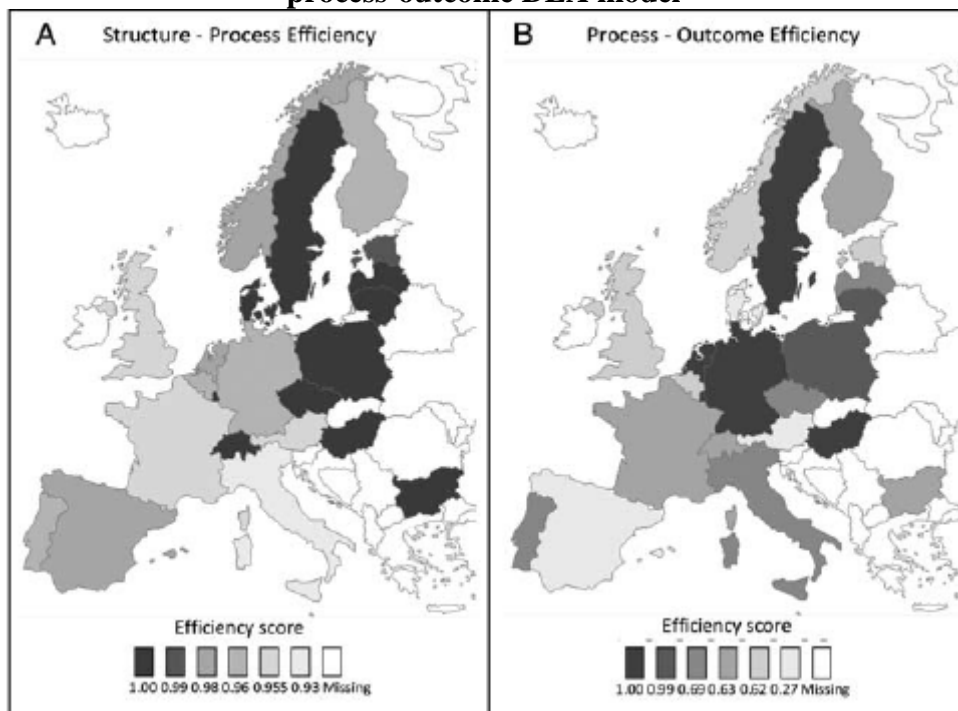 process-outcome DEA model
A Structure - Process Efficiency
B Process - Outcome Efficiency
Efficiency score
1.00 0.99 0.98 0.96 0.955 0.93 Missing
Efficiency score
1.00 0.99 0.69 0.63 0.62 0.27 Missing